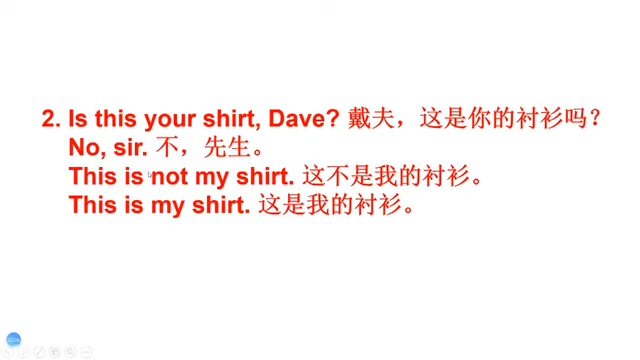 2. Is this your shirt, Dave? 戴夫，这是你的衬衫吗？
No, sir. 不，先生。
This is not my shirt. 这不是我的衬衫。
This is my shirt. 这是我的衬衫。